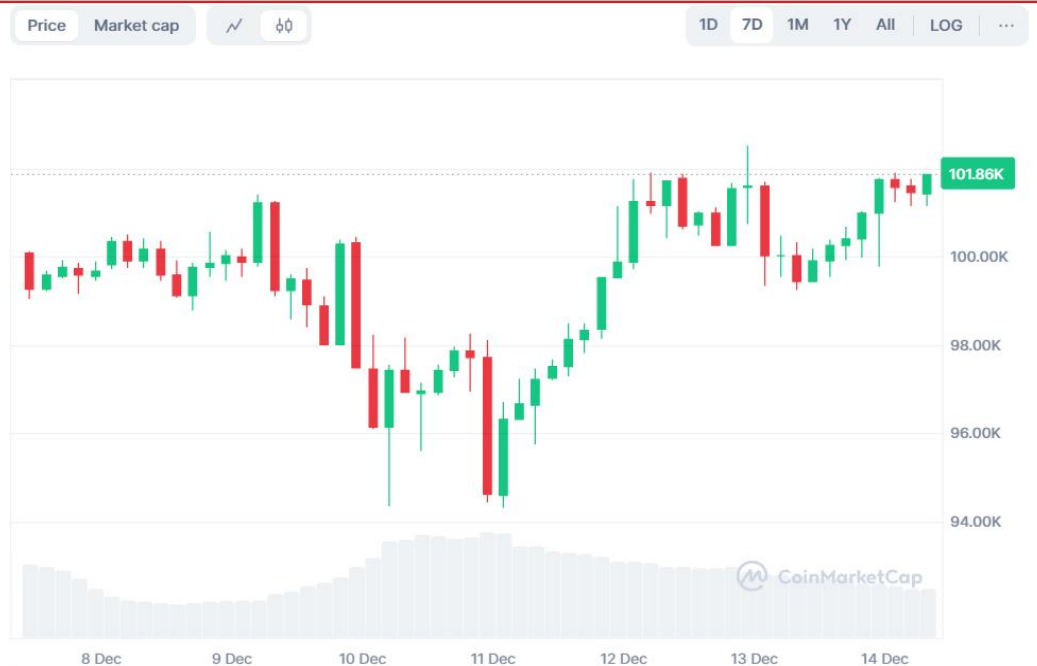 Price Market cap 1D 7D 1M 1Y All LOG ...
101.86K
100.00K
98.00K
96.00K
94.00K
CoinMarketCap
8 Dec 9 Dec 10 Dec 11 Dec 12 Dec 13 Dec 14 Dec